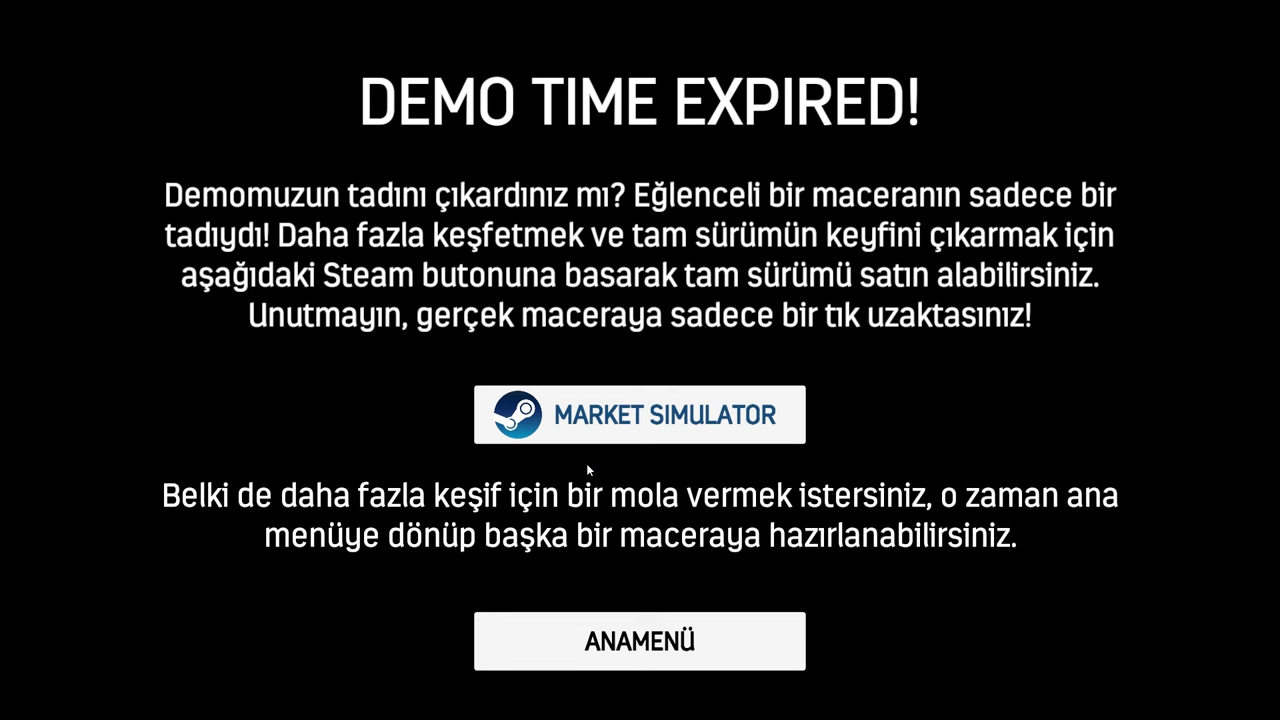 DEMO TIME EXPIRED!
Demomuzun tadını çıkardınız mı? Eğlenceli bir maceranın sadece bir
tadıydı! Daha fazla keşfetmek ve tam sürümün keyfini çıkarmak için
aşağıdaki Steam butonuna basarak tam sürümü satın alabilirsiniz.
Unutmayın, gerçek maceraya sadece bir tık uzaktasınız!
MARKET SIMULATOR
Belki de daha fazla keşif için bir mola vermek istersiniz, o zaman ana
menüye dönüp başka bir maceraya hazırlanabilirsiniz.
ANAMENÜ